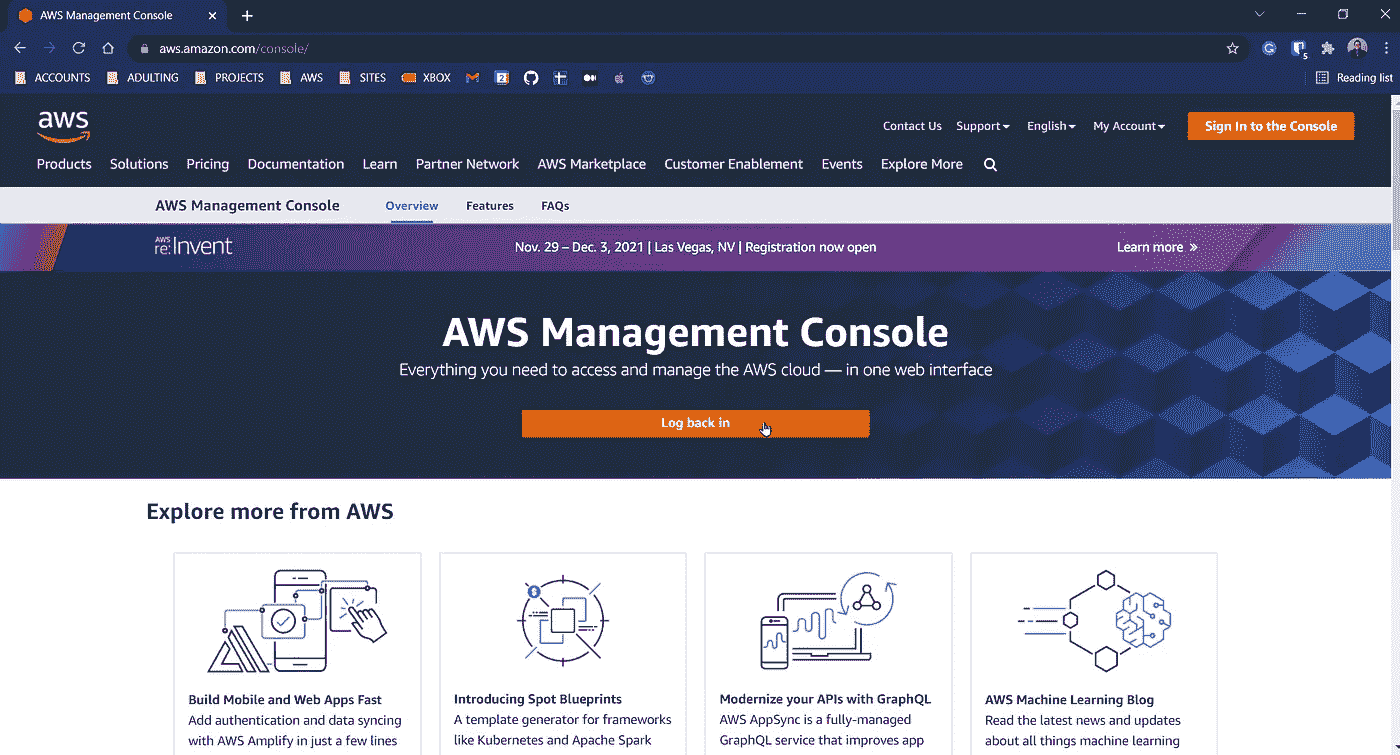 AWS Management Console
aws.amazon.com/console/
5
ACCOUNTS ADULTING PROJECTS AWS SITES XBOX Reading list
aws
Contact Us Support English My Account Sign In to the Console
Products Solutions Pricing Documentation Learn Partner Network AWS Marketplace Customer Enablement Events Explore More
AWS Management Console Overview Features FAQs
AWS re:Invent Nov. 29 – Dec. 3, 2021 | Las Vegas, NV | Registration now open Learn more »
AWS Management Console
Everything you need to access and manage the AWS cloud — in one web interface
Log back in
Explore more from AWS
Build Mobile and Web Apps Fast
Add authentication and data syncing
with AWS Amplify in just a few lines
Introducing Spot Blueprints
A template generator for frameworks
like Kubernetes and Apache Spark
Modernize your APIs with GraphQL
AWS AppSync is a fully-managed
GraphQL service that improves app
AWS Machine Learning Blog
Read the latest news and updates
about all things machine learning